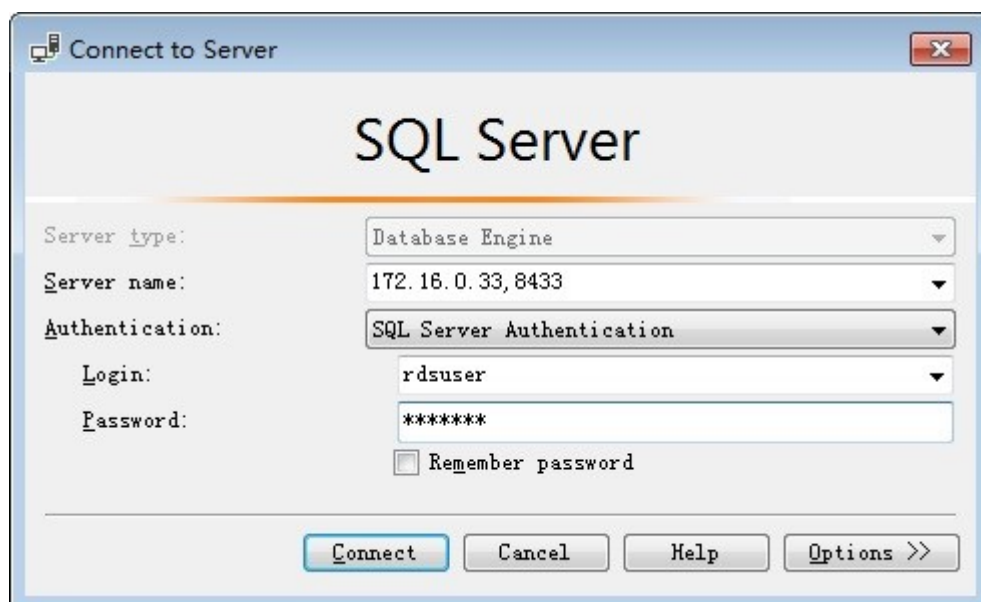 Connect to Server
SQL Server
Server type: Database Engine
Server name: 172.16.0.33,8433
Authentication: SQL Server Authentication
Login: rdsuser
Password: *******
Remember password
Connect Cancel Help Options >>